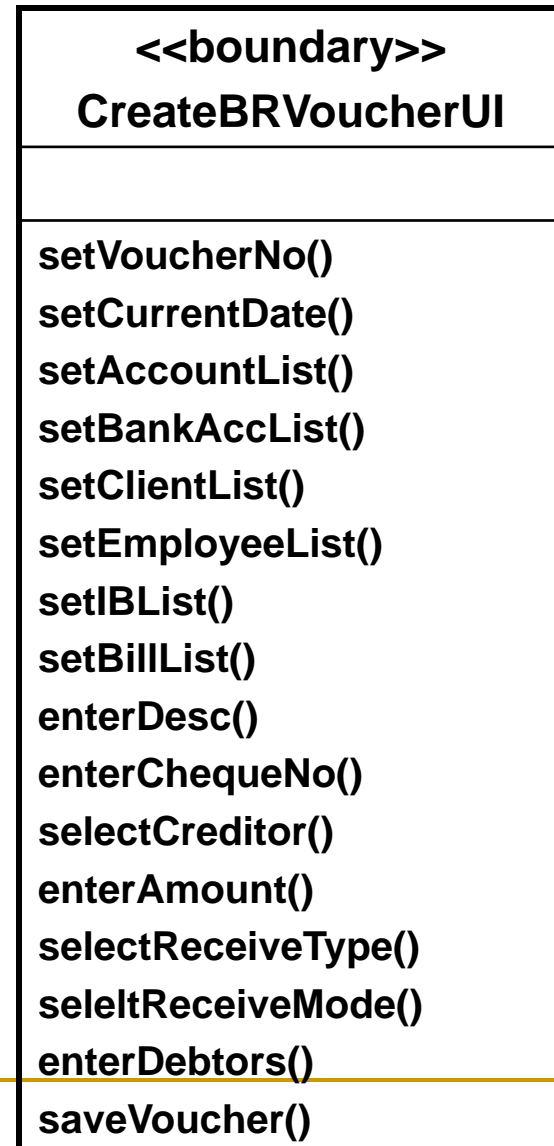 <<boundary>>
CreateBRVoucherUI
setVoucherNo()
setCurrentDate()
setAccountList()
setBankAccList()
setClientList()
setEmployeeList()
setIBList()
setBillList()
enterDesc()
enterChequeNo()
selectCreditor()
enterAmount()
selectReceiveType()
seleltReceiveMode()
enterDebtors()
saveVoucher()